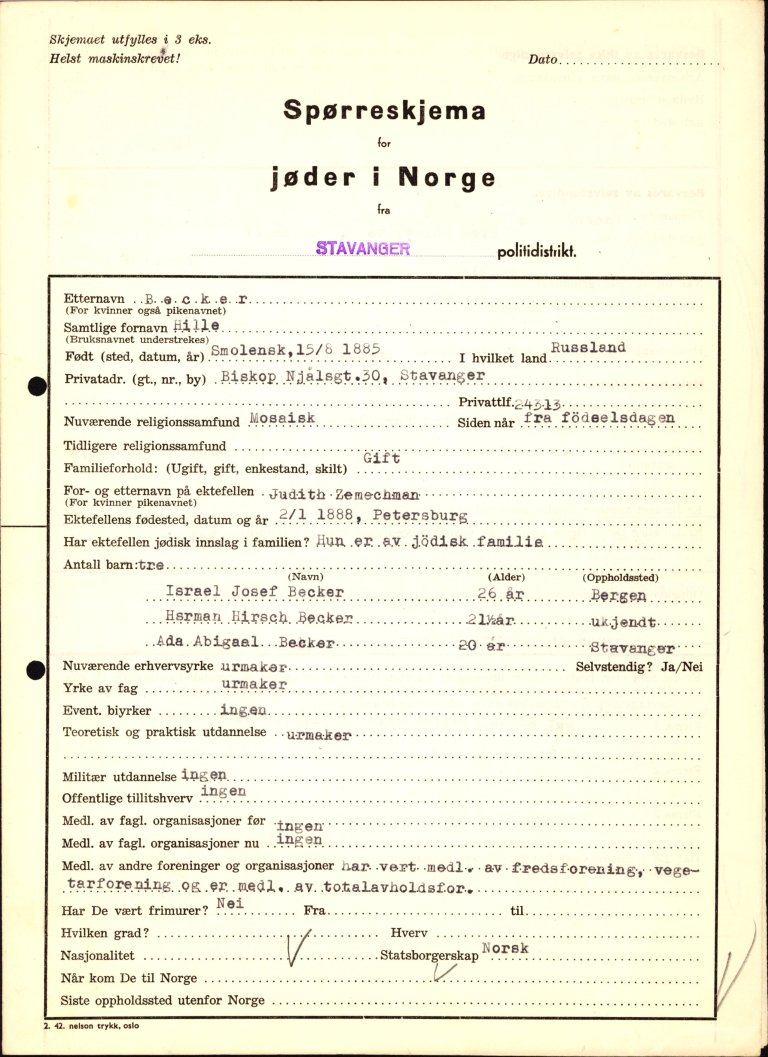 Skjemaet utfylles i 3 eks.
Helst maskinskrevet! Dato
Spørreskjema
for
jøder i Norge
fra
STAVANGER politidistrikt.
Etternavn B.e.c.k.e.r
(For kvinner også pikenavnet)
Samtlige fornavn Hille
(Bruksnavnet understrekes)
Født (sted, datum, år) Smolensk, 15/8 1885 I hvilket land Russland
Privatadr. (gt., nr., by) Biskop Njålsgt. 30, Stavanger
Privattlf. 24313
Nuværende religionssamfund Mosaisk Siden når fra födeelsdagen
Tidligere religionssamfund
Familieforhold: (Ugift, gift, enkestand, skilt) Gift
For- og etternavn på ektefellen Judith Zemechman
(For kvinner pikenavnet)
Ektefellens fødested, datum og år 2/1 1888, Petersburg
Har ektefellen jødisk innslag i familien? Hun er av jödisk familie
Antall barn: tre
(Navn) (Alder) (Oppholdssted)
Israel Josef Becker 26 år Bergen
Herman Hirsch Becker 21½år ukjendt
Ada Abigael Becker 20 år Stavanger
Nuværende erhvervsyrke urmaker Selvstendig? Ja/Nei
Yrke av fag urmaker
Event. biyrker ingen
Teoretisk og praktisk utdannelse urmaker
Militær utdannelse ingen
Offentlige tillitshverv ingen
Medl. av fagl. organisasjoner før ingen
Medl. av fagl. organisasjoner nu ingen
Medl. av andre foreninger og organisasjoner har vert medl. av fredsforening, vege-
tarforening og er medl. av totalavholdsfor.
Har De vært frimurer? Nei Fra til
Hvilken grad? Hverv
Nasjonalitet Statsborgerskap Norsk
Når kom De til Norge
Siste oppholdssted utenfor Norge
2. 42. nelson trykk, oslo